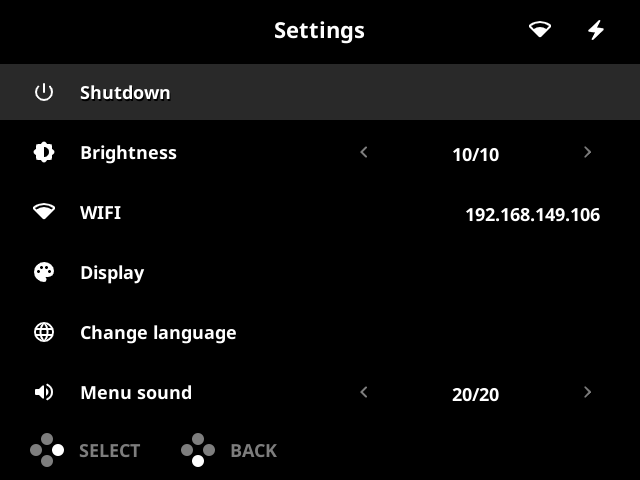 Settings
Shutdown
Brightness 10/10
WIFI 192.168.149.106
Display
Change language
Menu sound 20/20
SELECT BACK